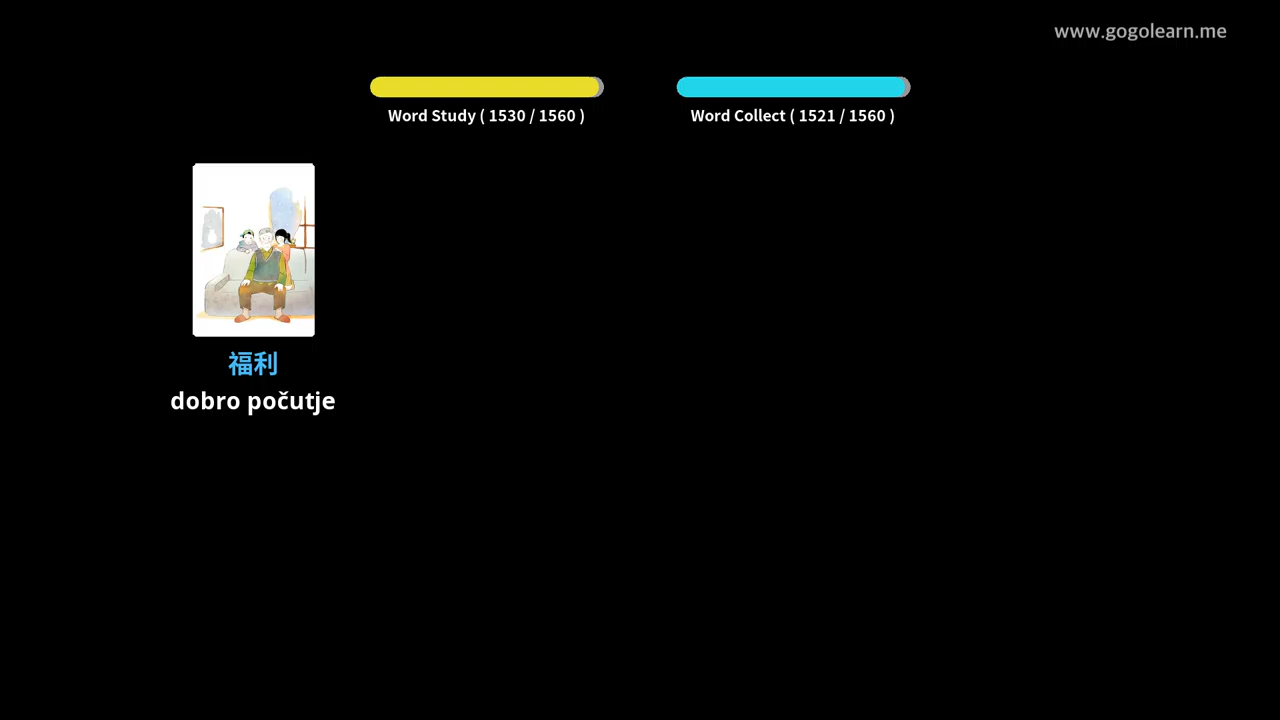 www.gogolearn.me
Word Study ( 1530 / 1560 )
Word Collect ( 1521 / 1560 )
福利
dobro počutje